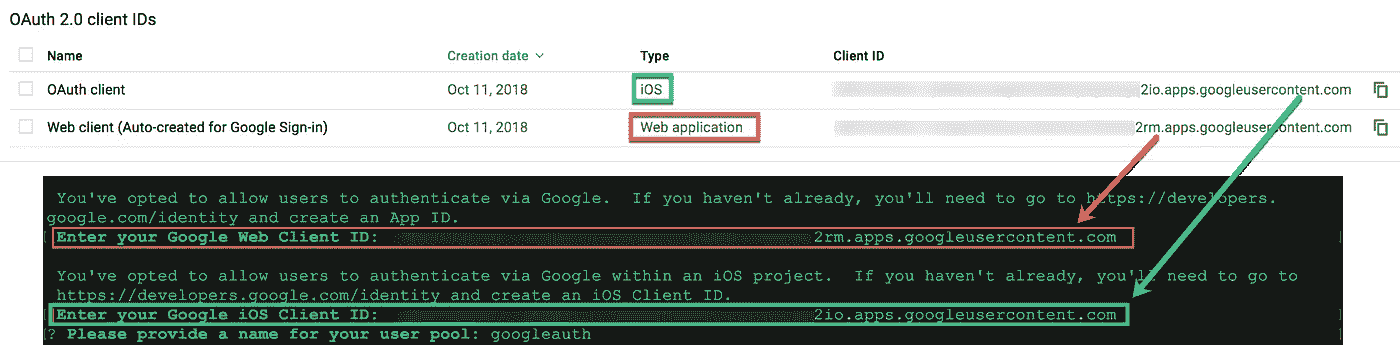 OAuth 2.0 client IDs
Name Creation date Type Client ID
OAuth client Oct 11, 2018 iOS 2io.apps.googleusercontent.com
Web client (Auto-created for Google Sign-in) Oct 11, 2018 Web application 2rm.apps.googleusercontent.com
You've opted to allow users to authenticate via Google.  If you haven't already, you'll need to go to https://developers.
google.com/identity and create an App ID.
Enter your Google Web Client ID: 2rm.apps.googleusercontent.com
You've opted to allow users to authenticate via Google within an iOS project.  If you haven't already, you'll need to go to
https://developers.google.com/identity and create an iOS Client ID.
Enter your Google iOS Client ID: 2io.apps.googleusercontent.com
? Please provide a name for your user pool: googleauth